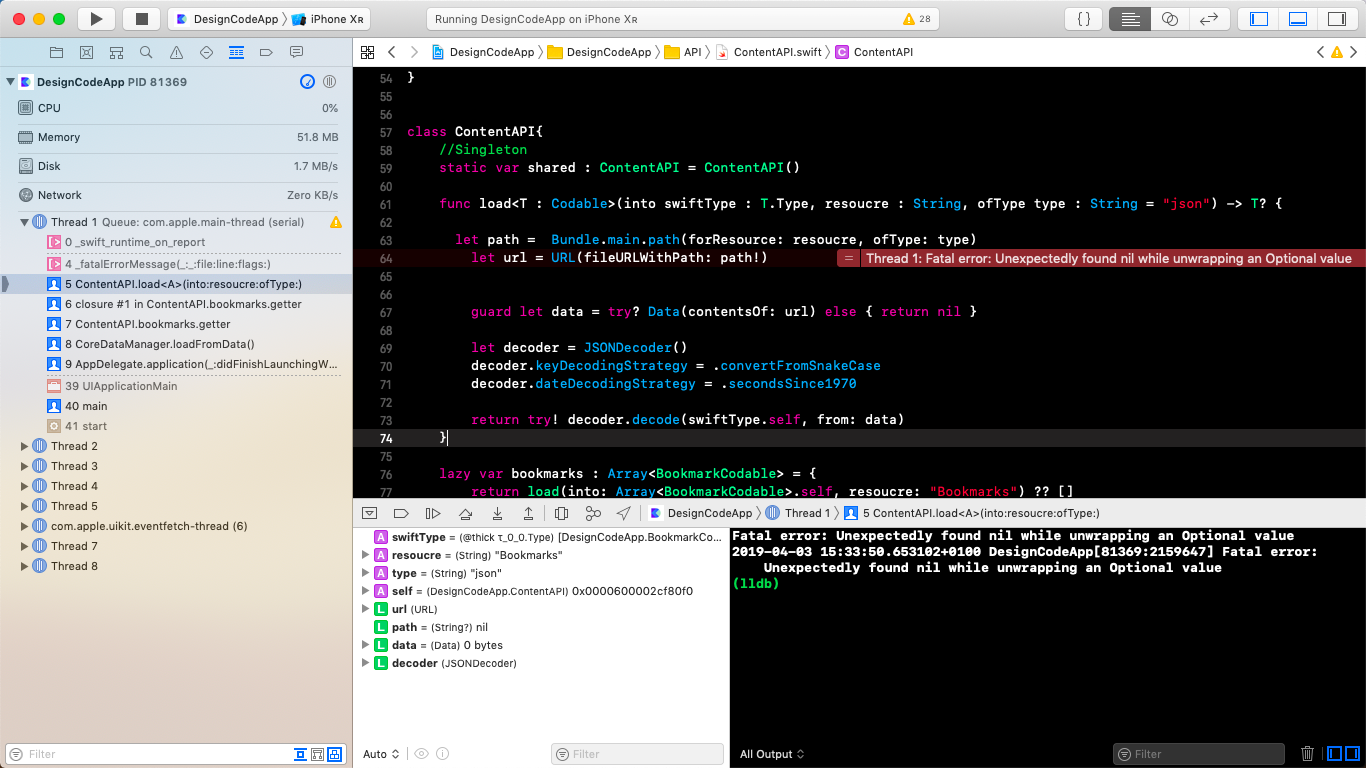 DesignCodeApp iPhone XR
Running DesignCodeApp on iPhone XR 28
{ }
DesignCodeApp DesignCodeApp API ContentAPI.swift C ContentAPI
DesignCodeApp PID 81369
CPU 0%
Memory 51.8 MB
Disk 1.7 MB/s
Network Zero KB/s
Thread 1 Queue: com.apple.main-thread (serial)
0 _swift_runtime_on_report
4 _fatalErrorMessage(_:_:file:line:flags:)
5 ContentAPI.load<A>(into:resoucre:ofType:)
6 closure #1 in ContentAPI.bookmarks.getter
7 ContentAPI.bookmarks.getter
8 CoreDataManager.loadFromData()
9 AppDelegate.application(_:didFinishLaunchingW...
39 UIApplicationMain
40 main
41 start
Thread 2
Thread 3
Thread 4
Thread 5
com.apple.uikit.eventfetch-thread (6)
Thread 7
Thread 8
Filter
54 }
55
56
57 class ContentAPI{
58 //Singleton
59 static var shared : ContentAPI = ContentAPI()
60
61 func load<T : Codable>(into swiftType : T.Type, resoucre : String, ofType type : String = "json") -> T? {
62
63 let path =  Bundle.main.path(forResource: resoucre, ofType: type)
64 let url = URL(fileURLWithPath: path!) = Thread 1: Fatal error: Unexpectedly found nil while unwrapping an Optional value
65
66
67 guard let data = try? Data(contentsOf: url) else { return nil }
68
69 let decoder = JSONDecoder()
70 decoder.keyDecodingStrategy = .convertFromSnakeCase
71 decoder.dateDecodingStrategy = .secondsSince1970
72
73 return try! decoder.decode(swiftType.self, from: data)
74 }
75
76 lazy var bookmarks : Array<BookmarkCodable> = {
77 return load(into: Array<BookmarkCodable>.self, resoucre: "Bookmarks") ?? []
DesignCodeApp Thread 1 5 ContentAPI.load<A>(into:resoucre:ofType:)
A swiftType = (@thick τ_0_0.Type) [DesignCodeApp.BookmarkCo...
A resoucre = (String) "Bookmarks"
A type = (String) "json"
A self = (DesignCodeApp.ContentAPI) 0x0000600002cf80f0
L url (URL)
L path = (String?) nil
L data = (Data) 0 bytes
L decoder (JSONDecoder)
Auto Filter
Fatal error: Unexpectedly found nil while unwrapping an Optional value
2019-04-03 15:33:50.653102+0100 DesignCodeApp[81369:2159647] Fatal error:
Unexpectedly found nil while unwrapping an Optional value
(lldb)
All Output Filter